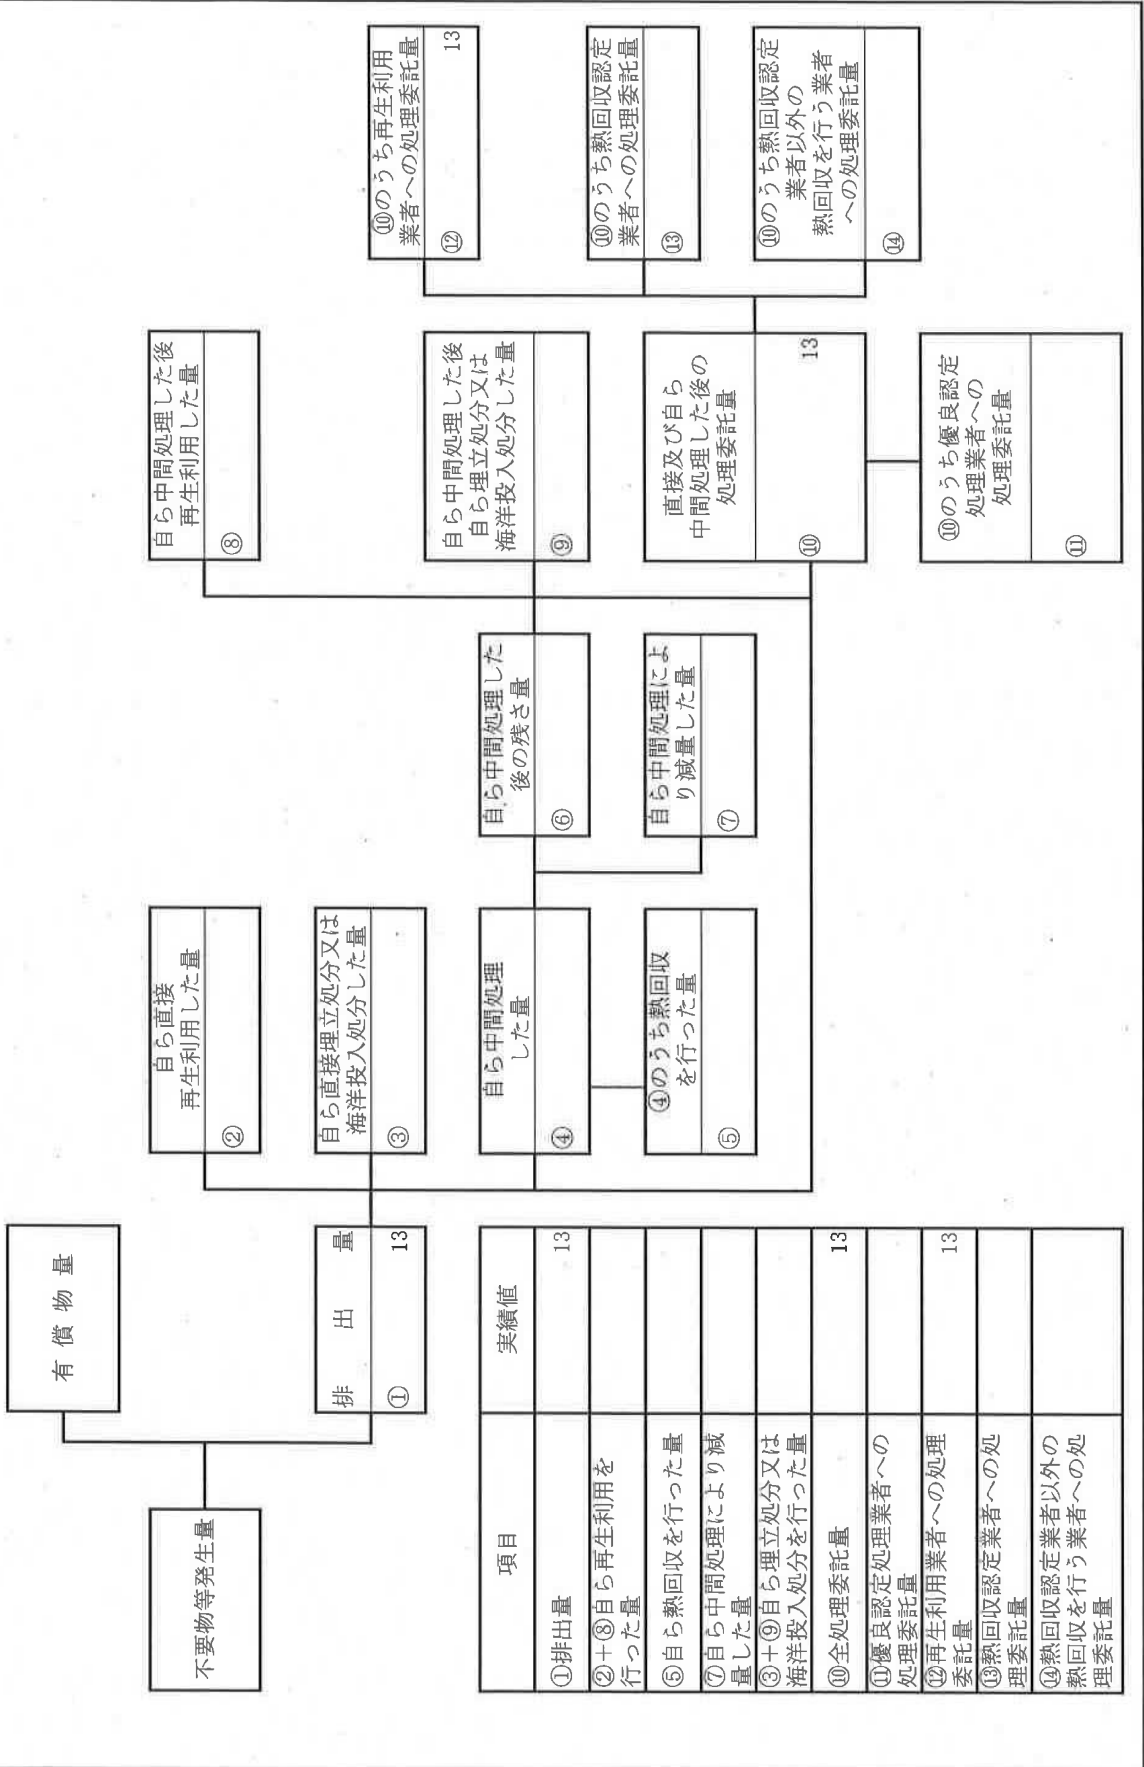 不要物等発生量
有償物量
排出量
① 13
自ら直接
再生利用した量
②
自ら直接埋立処分又は
海洋投入処分した量
③
自ら中間処理
した量
④
④のうち熱回収
を行った量
⑤
自ら中間処理した
後の残さ量
⑥
自ら中間処理によ
り減量した量
⑦
自ら中間処理した後
再生利用した量
⑧
自ら中間処理した後
自ら埋立処分又は
海洋投入処分した量
⑨
直接及び自ら
中間処理した後の
処理委託量
⑩ 13
⑩のうち優良認定
処理業者への
処理委託量
⑪
⑩のうち再生利用
業者への処理委託量
⑫ 13
⑩のうち熱回収認定
業者への処理委託量
⑬
⑩のうち熱回収認定
業者以外の
熱回収を行う業者
への処理委託量
⑭
項目 実績値
①排出量 13
②+⑧自ら再生利用を
行った量
⑤自ら熱回収を行った量
⑦自ら中間処理により減
量した量
③+⑨自ら埋立処分又は
海洋投入処分を行った量
⑩全処理委託量 13
⑪優良認定処理業者への
処理委託量
⑫再生利用業者への処理
委託量 13
⑬熱回収認定業者への処
理委託量
⑭熱回収認定業者以外の
熱回収を行う業者への処
理委託量